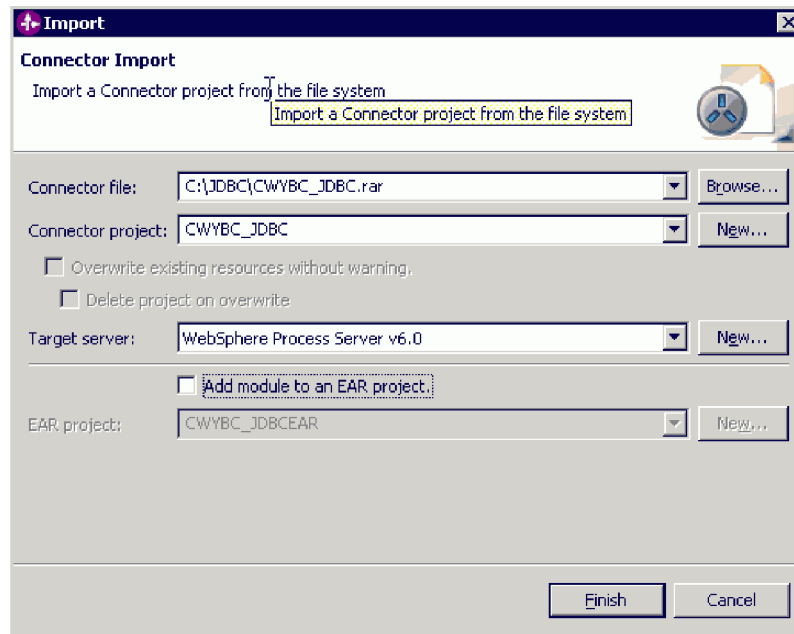 Import
Connector Import
Import a Connector project from the file system
Import a Connector project from the file system
Connector file: C:\JDBC\CWYBC_JDBC.rar Browse...
Connector project: CWYBC_JDBC New...
Overwrite existing resources without warning.
Delete project on overwrite
Target server: WebSphere Process Server v6.0 New...
Add module to an EAR project.
EAR project: CWYBC_JDBCEAR New...
Finish Cancel